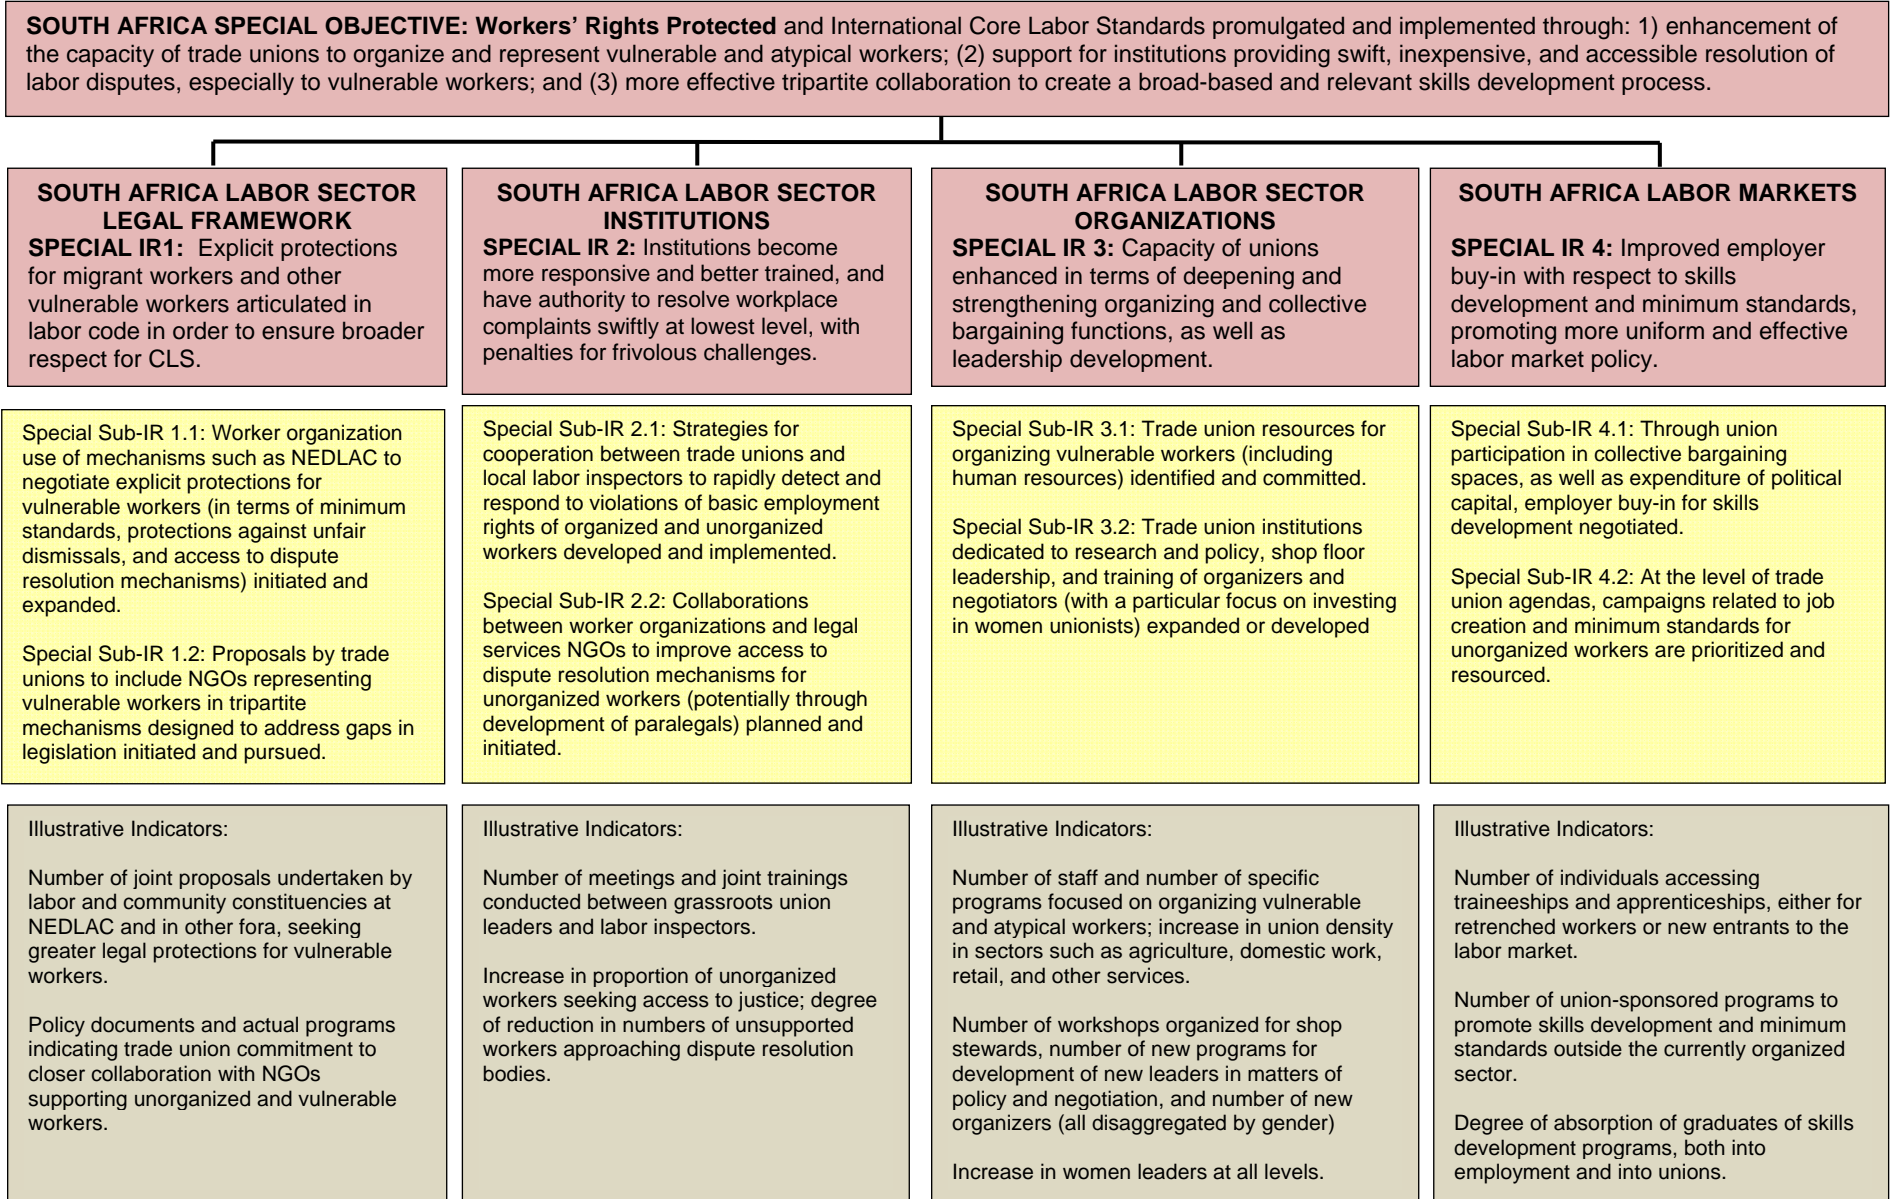 SOUTH AFRICA SPECIAL OBJECTIVE: Workers' Rights Protected and International Core Labor Standards promulgated and implemented through: 1) enhancement of
the capacity of trade unions to organize and represent vulnerable and atypical workers; (2) support for institutions providing swift, inexpensive, and accessible resolution of
labor disputes, especially to vulnerable workers; and (3) more effective tripartite collaboration to create a broad-based and relevant skills development process.
SOUTH AFRICA LABOR SECTOR
LEGAL FRAMEWORK
SPECIAL IR1: Explicit protections
for migrant workers and other
vulnerable workers articulated in
labor code in order to ensure broader
respect for CLS.
SOUTH AFRICA LABOR SECTOR
INSTITUTIONS
SPECIAL IR 2: Institutions become
more responsive and better trained, and
have authority to resolve workplace
complaints swiftly at lowest level, with
penalties for frivolous challenges.
SOUTH AFRICA LABOR SECTOR
ORGANIZATIONS
SPECIAL IR 3: Capacity of unions
enhanced in terms of deepening and
strengthening organizing and collective
bargaining functions, as well as
leadership development.
SOUTH AFRICA LABOR MARKETS
SPECIAL IR 4: Improved employer
buy-in with respect to skills
development and minimum standards,
promoting more uniform and effective
labor market policy.
Special Sub-IR 1.1: Worker organization
use of mechanisms such as NEDLAC to
negotiate explicit protections for
vulnerable workers (in terms of minimum
standards, protections against unfair
dismissals, and access to dispute
resolution mechanisms) initiated and
expanded.
Special Sub-IR 1.2: Proposals by trade
unions to include NGOs representing
vulnerable workers in tripartite
mechanisms designed to address gaps in
legislation initiated and pursued.
Special Sub-IR 2.1: Strategies for
cooperation between trade unions and
local labor inspectors to rapidly detect and
respond to violations of basic employment
rights of organized and unorganized
workers developed and implemented.
Special Sub-IR 2.2: Collaborations
between worker organizations and legal
services NGOs to improve access to
dispute resolution mechanisms for
unorganized workers (potentially through
development of paralegals) planned and
initiated.
Special Sub-IR 3.1: Trade union resources for
organizing vulnerable workers (including
human resources) identified and committed.
Special Sub-IR 3.2: Trade union institutions
dedicated to research and policy, shop floor
leadership, and training of organizers and
negotiators (with a particular focus on investing
in women unionists) expanded or developed
Special Sub-IR 4.1: Through union
participation in collective bargaining
spaces, as well as expenditure of political
capital, employer buy-in for skills
development negotiated.
Special Sub-IR 4.2: At the level of trade
union agendas, campaigns related to job
creation and minimum standards for
unorganized workers are prioritized and
resourced.
Illustrative Indicators:
Number of joint proposals undertaken by
labor and community constituencies at
NEDLAC and in other fora, seeking
greater legal protections for vulnerable
workers.
Policy documents and actual programs
indicating trade union commitment to
closer collaboration with NGOs
supporting unorganized and vulnerable
workers.
Illustrative Indicators:
Number of meetings and joint trainings
conducted between grassroots union
leaders and labor inspectors.
Increase in proportion of unorganized
workers seeking access to justice; degree
of reduction in numbers of unsupported
workers approaching dispute resolution
bodies.
Illustrative Indicators:
Number of staff and number of specific
programs focused on organizing vulnerable
and atypical workers; increase in union density
in sectors such as agriculture, domestic work,
retail, and other services.
Number of workshops organized for shop
stewards, number of new programs for
development of new leaders in matters of
policy and negotiation, and number of new
organizers (all disaggregated by gender)
Increase in women leaders at all levels.
Illustrative Indicators:
Number of individuals accessing
traineeships and apprenticeships, either for
retrenched workers or new entrants to the
labor market.
Number of union-sponsored programs to
promote skills development and minimum
standards outside the currently organized
sector.
Degree of absorption of graduates of skills
development programs, both into
employment and into unions.